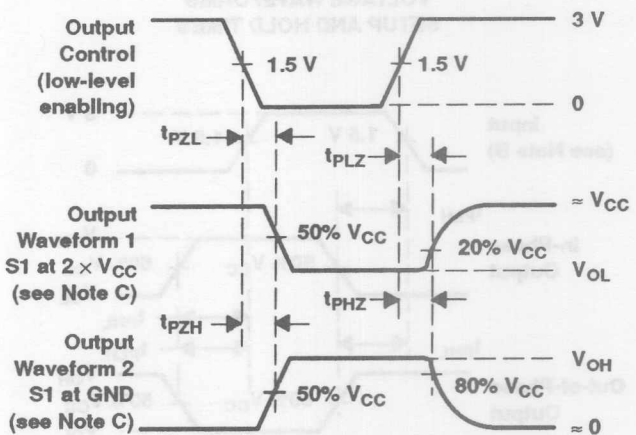 Output
Control
(low-level
enabling)
3 V
1.5 V
1.5 V
0
tPZL
tPLZ
Output
Waveform 1
S1 at 2 × VCC
(see Note C)
50% VCC
20% VCC
≈ VCC
VOL
tPZH
tPHZ
Output
Waveform 2
S1 at GND
(see Note C)
50% VCC
80% VCC
VOH
≈ 0